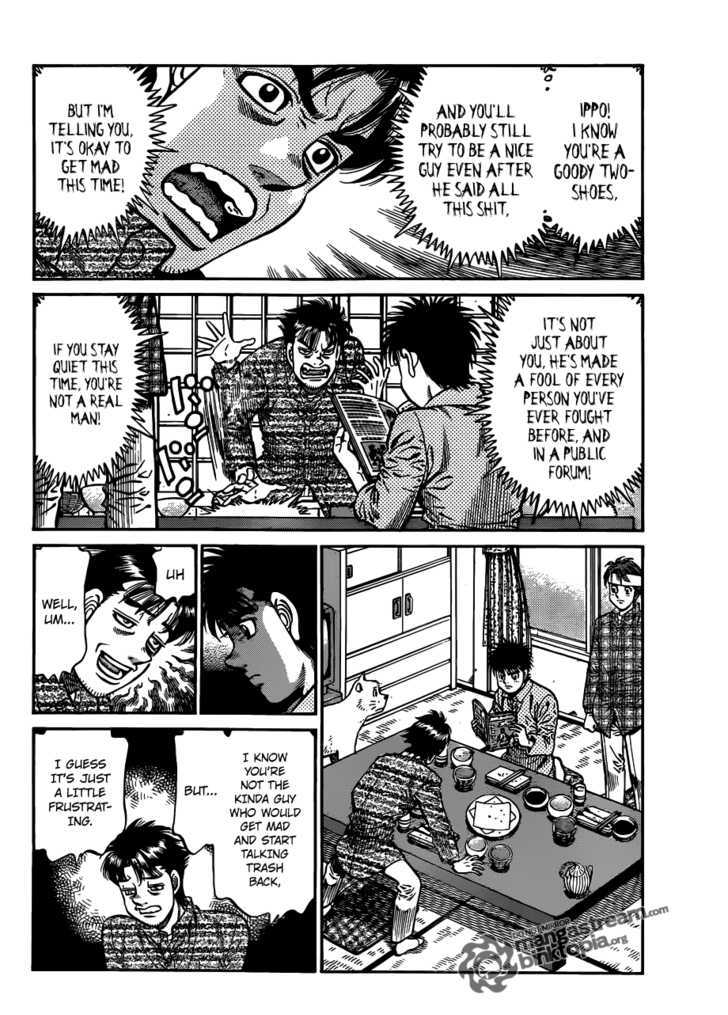 IPPO!
I KNOW
YOU'RE A
GOODY TWO-
SHOES,
AND YOU'LL
PROBABLY STILL
TRY TO BE A NICE
GUY EVEN AFTER
HE SAID ALL
THIS SHIT,
BUT I'M
TELLING YOU,
IT'S OKAY TO
GET MAD
THIS TIME!
IT'S NOT
JUST ABOUT
YOU, HE'S MADE
A FOOL OF EVERY
PERSON YOU'VE
EVER FOUGHT
BEFORE, AND
IN A PUBLIC
FORUM!
IF YOU STAY
QUIET THIS
TIME, YOU'RE
NOT A REAL
MAN!
UH
WELL,
UM...
I KNOW
YOU'RE
NOT THE
KINDA GUY
WHO WOULD
GET MAD
AND START
TALKING
TRASH
BACK,
BUT...
I GUESS
IT'S JUST
A LITTLE
FRUSTRAT-
ING.
mangastream.com
binktopia.org